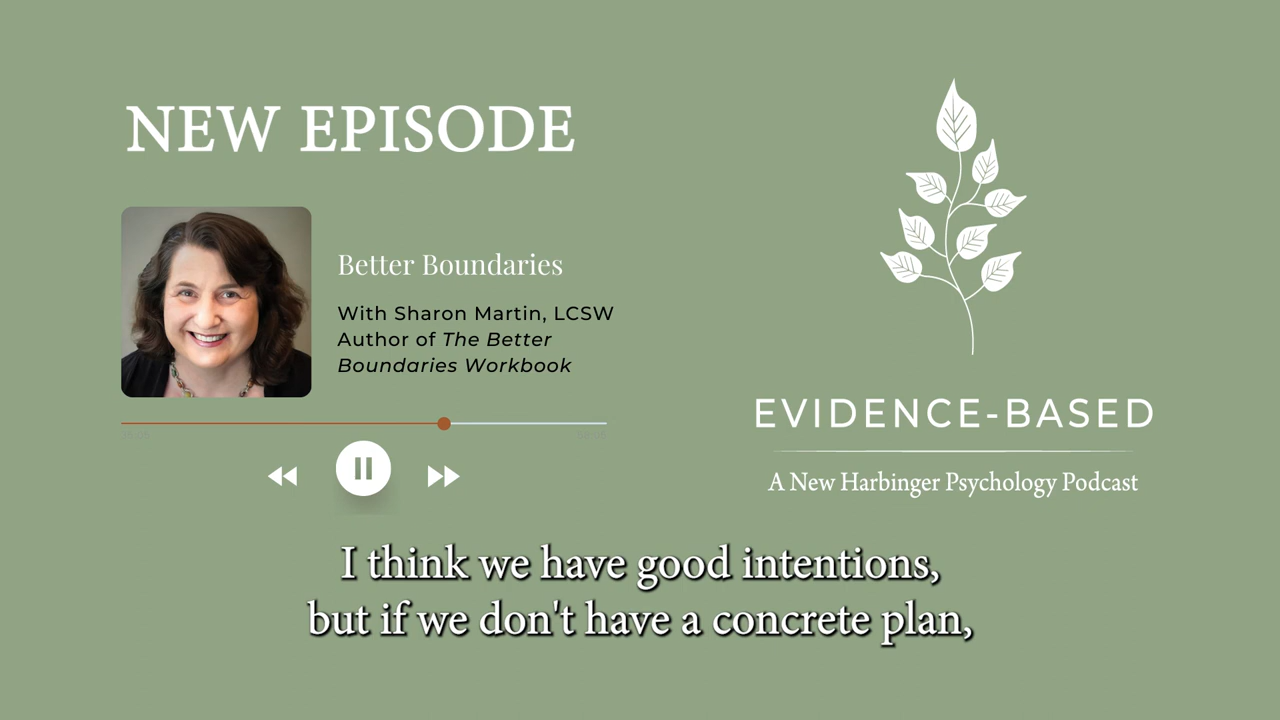 NEW EPISODE
Better Boundaries
With Sharon Martin, LCSW
Author of The Better
Boundaries Workbook
EVIDENCE-BASED
A New Harbinger Psychology Podcast
I think we have good intentions,
but if we don't have a concrete plan,